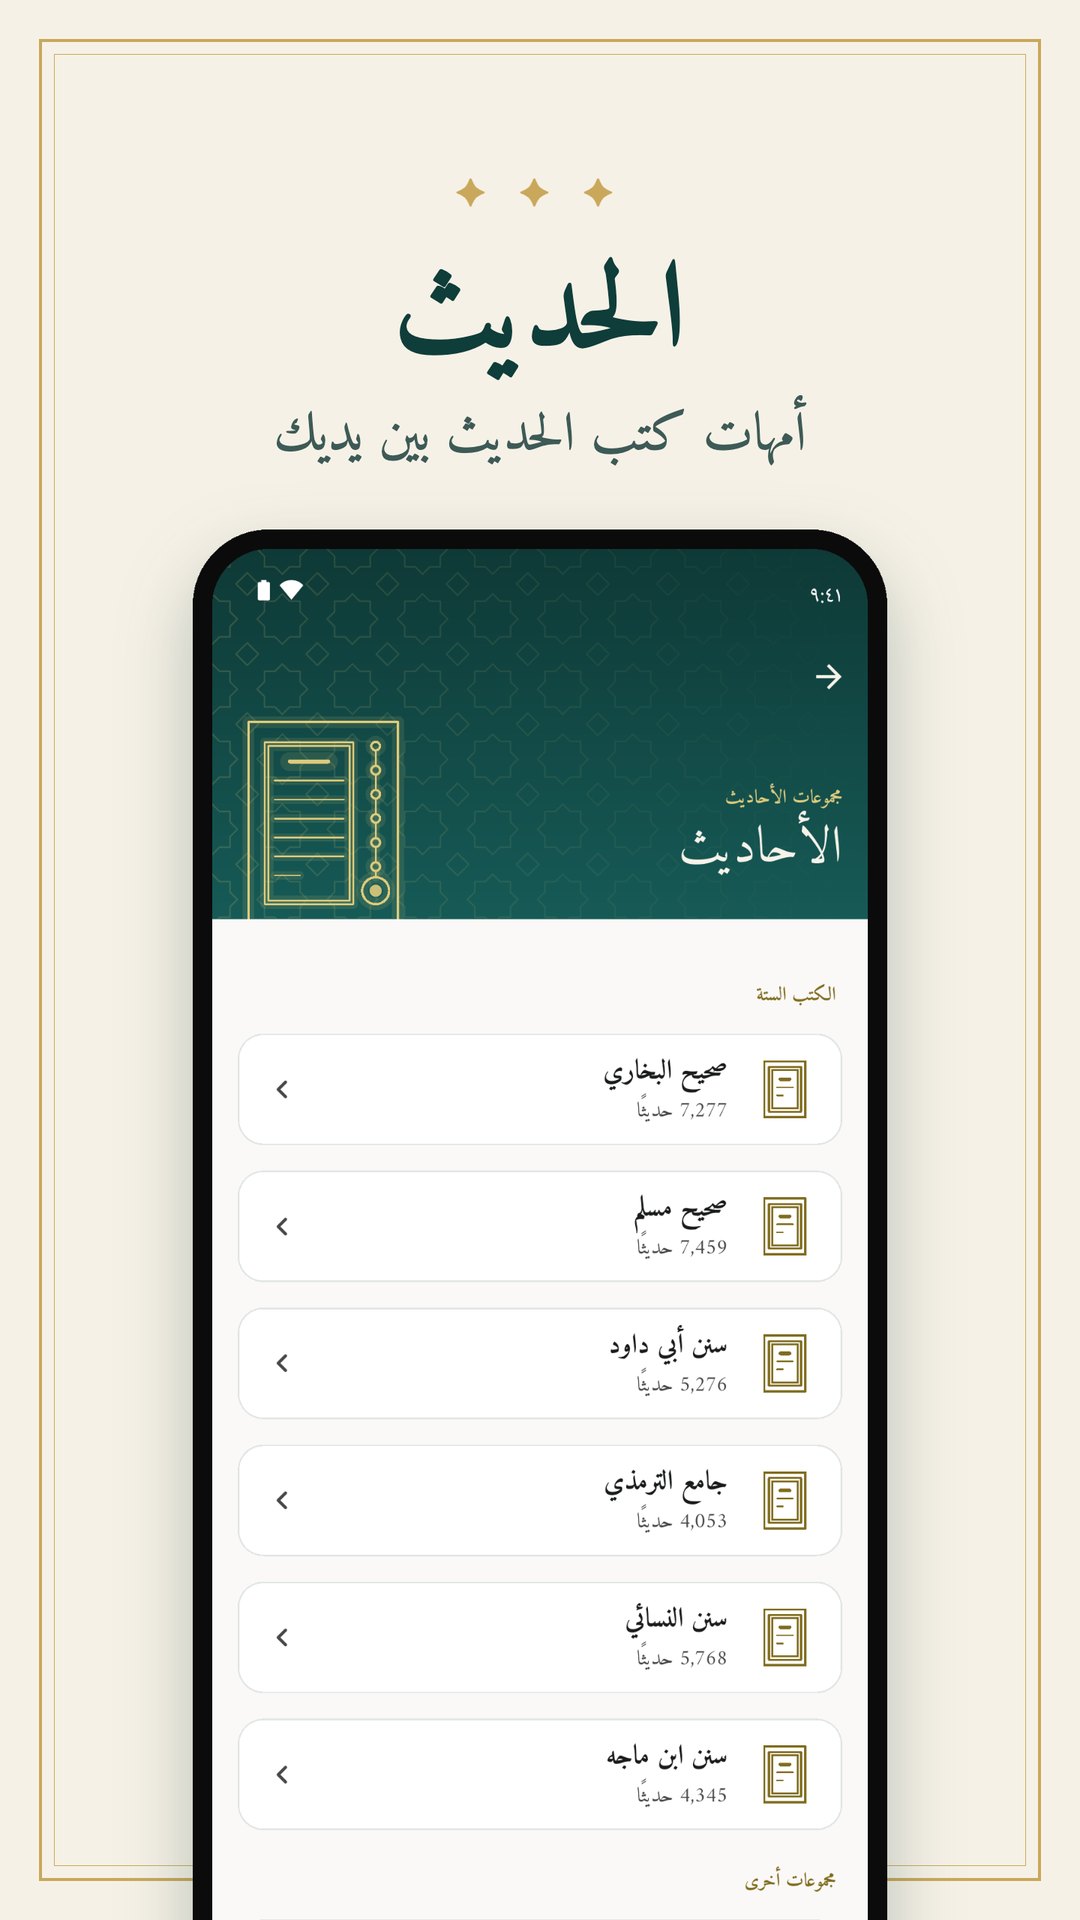 الحديث
أمهات كتب الحديث بين يديك
٩:٤١
مجموعات الأحاديث
الأحاديث
الكتب الستة
صحيح البخاري
7,277 حديثًا
صحيح مسلم
7,459 حديثًا
سنن أبي داود
5,276 حديثًا
جامع الترمذي
4,053 حديثًا
سنن النسائي
5,768 حديثًا
سنن ابن ماجه
4,345 حديثًا
مجموعات أخرى